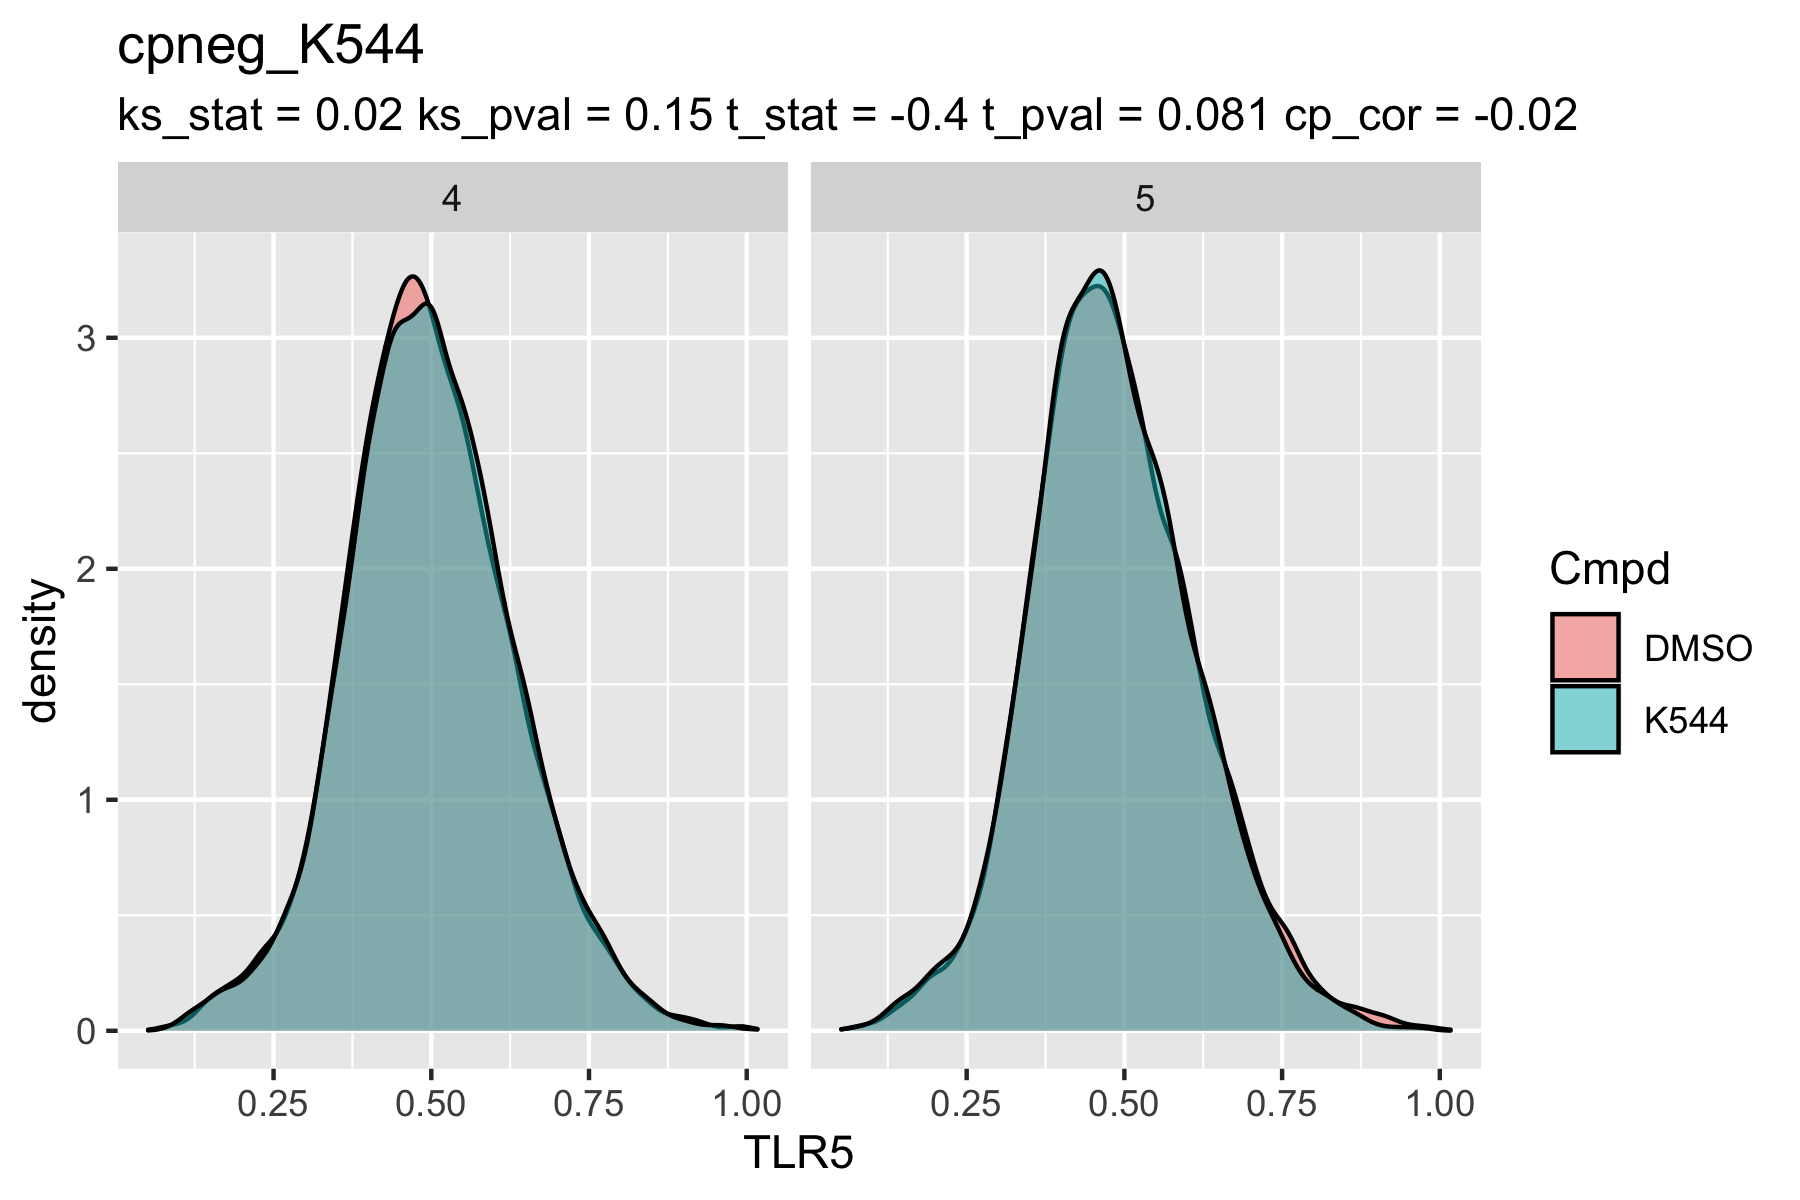 cpneg_K544
ks_stat = 0.02 ks_pval = 0.15 t_stat = -0.4 t_pval = 0.081 cp_cor = -0.02
4
5
density
3
2
1
0
0.25 0.50 0.75 1.00
0.25 0.50 0.75 1.00
TLR5
Cmpd
DMSO
K544